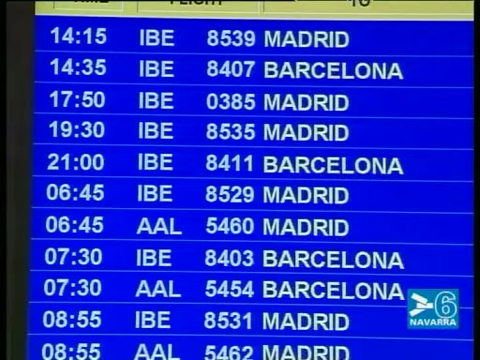 TIME FLIGHT TO
14:15 IBE 8539 MADRID
14:35 IBE 8407 BARCELONA
17:50 IBE 0385 MADRID
19:30 IBE 8535 MADRID
21:00 IBE 8411 BARCELONA
06:45 IBE 8529 MADRID
06:45 AAL 5460 MADRID
07:30 IBE 8403 BARCELONA
07:30 AAL 5454 BARCELONA
08:55 IBE 8531 MADRID
08:55 AAL 5462 MADRID
6
NAVARRA